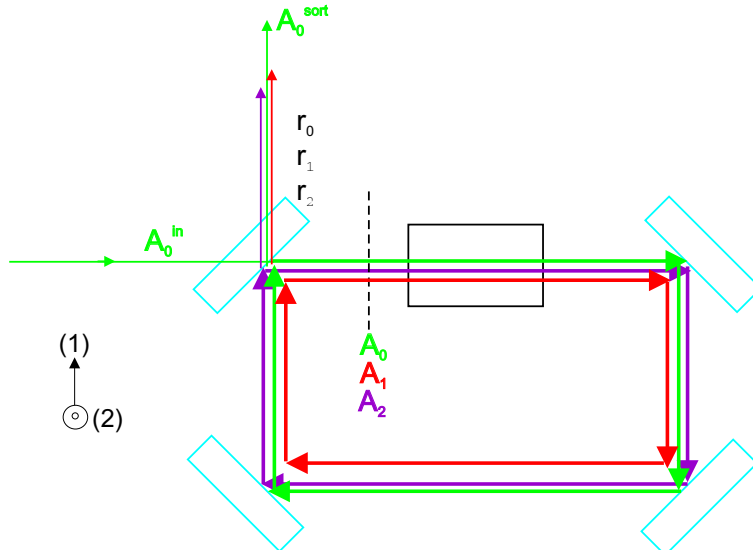 A₀ˢᵒʳᵗ
r₀
r₁
r₂
A₀ⁱⁿ
(1)
(2)
A₀
A₁
A₂